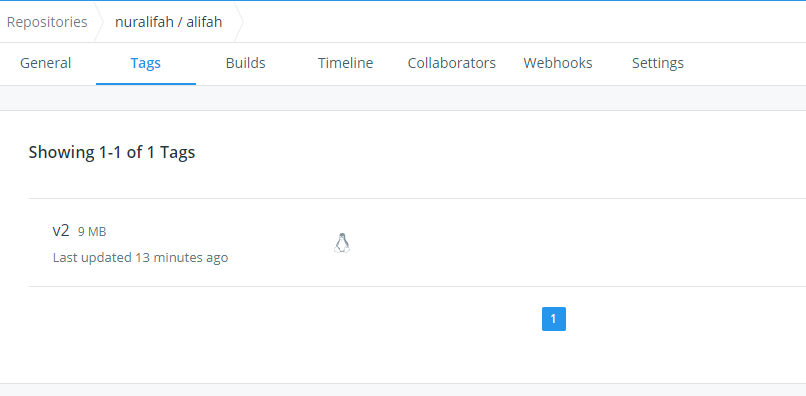 Repositories nuralifah / alifah
General Tags Builds Timeline Collaborators Webhooks Settings
Showing 1-1 of 1 Tags
v2 9 MB
Last updated 13 minutes ago
1